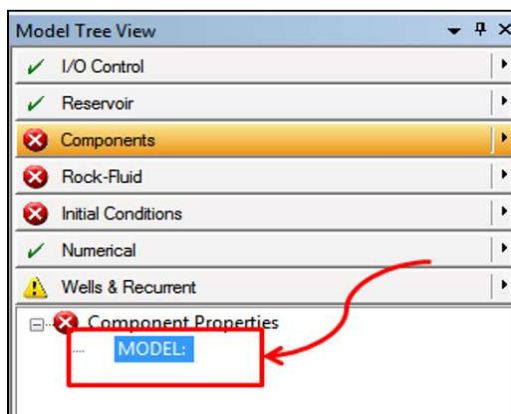 Model Tree View
I/O Control
Reservoir
Components
Rock-Fluid
Initial Conditions
Numerical
Wells & Recurrent
Component Properties
MODEL: